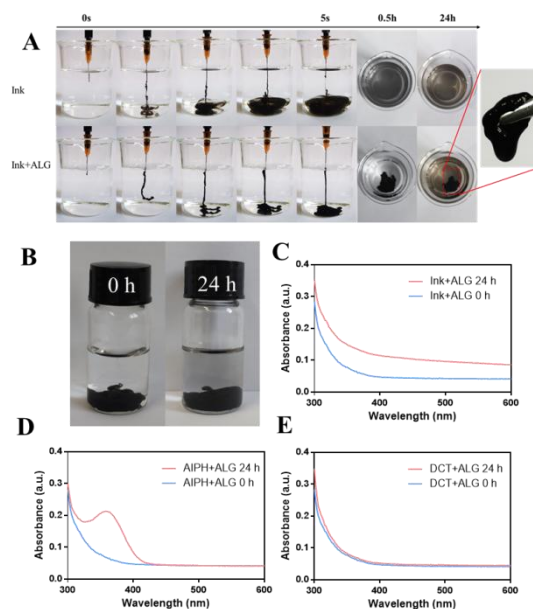 0s 5s 0.5h 24h
A
Ink
Ink+ALG
B
0 h 24 h
C
Absorbance (a.u.)
0.4
0.3
0.2
0.1
0.0
300 400 500 600
Wavelength (nm)
Ink+ALG 24 h
Ink+ALG 0 h
D
Absorbance (a.u.)
0.4
0.3
0.2
0.1
0.0
300 400 500 600
Wavelength (nm)
AIPH+ALG 24 h
AIPH+ALG 0 h
E
Absorbance (a.u.)
0.4
0.3
0.2
0.1
0.0
300 400 500 600
Wavelength (nm)
DCT+ALG 24 h
DCT+ALG 0 h